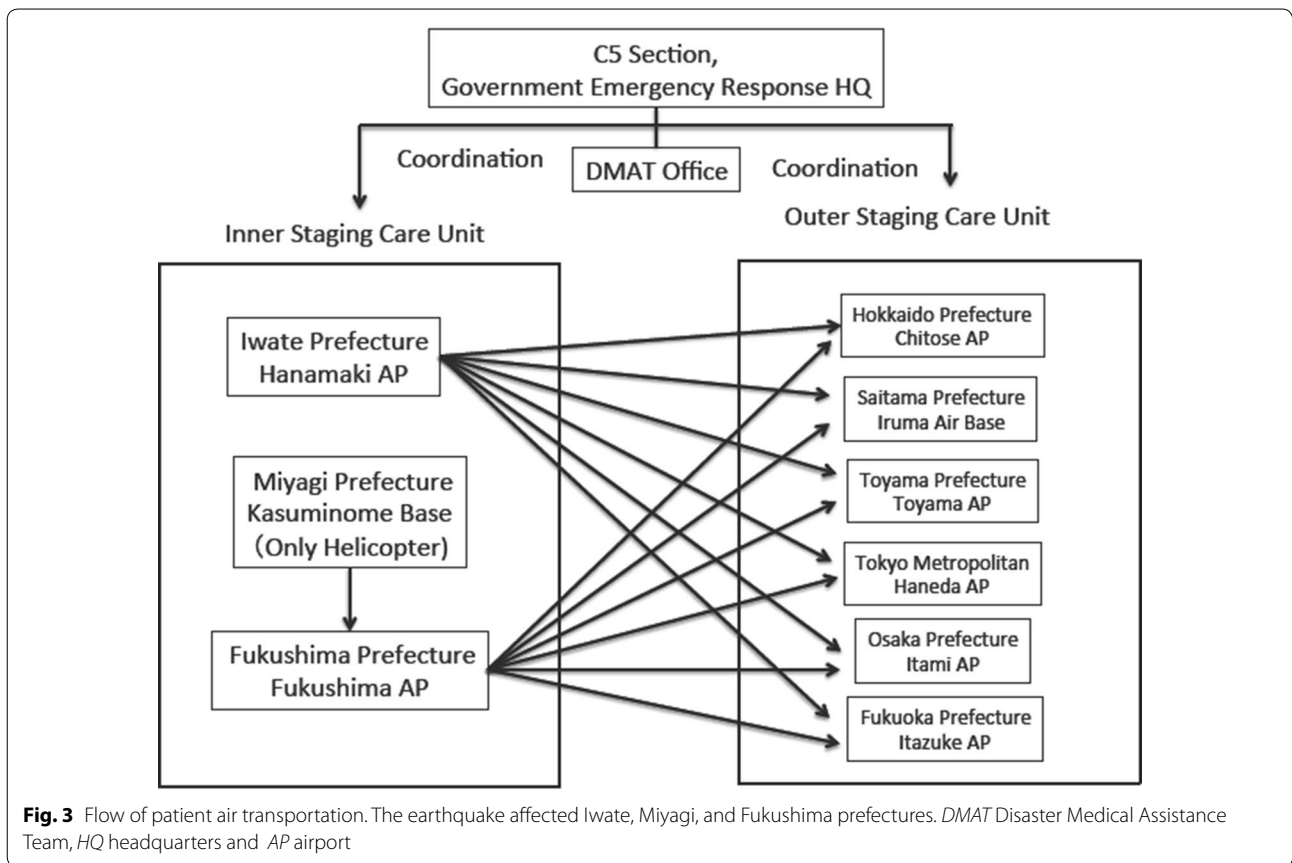 C5 Section,
Government Emergency Response HQ
Coordination
DMAT Office
Coordination
Inner Staging Care Unit
Outer Staging Care Unit
Iwate Prefecture
Hanamaki AP
Miyagi Prefecture
Kasuminome Base
(Only Helicopter)
Fukushima Prefecture
Fukushima AP
Hokkaido Prefecture
Chitose AP
Saitama Prefecture
Iruma Air Base
Toyama Prefecture
Toyama AP
Tokyo Metropolitan
Haneda AP
Osaka Prefecture
Itami AP
Fukuoka Prefecture
Itazuke AP
Fig. 3 Flow of patient air transportation. The earthquake affected Iwate, Miyagi, and Fukushima prefectures. DMAT Disaster Medical Assistance
Team, HQ headquarters and AP airport